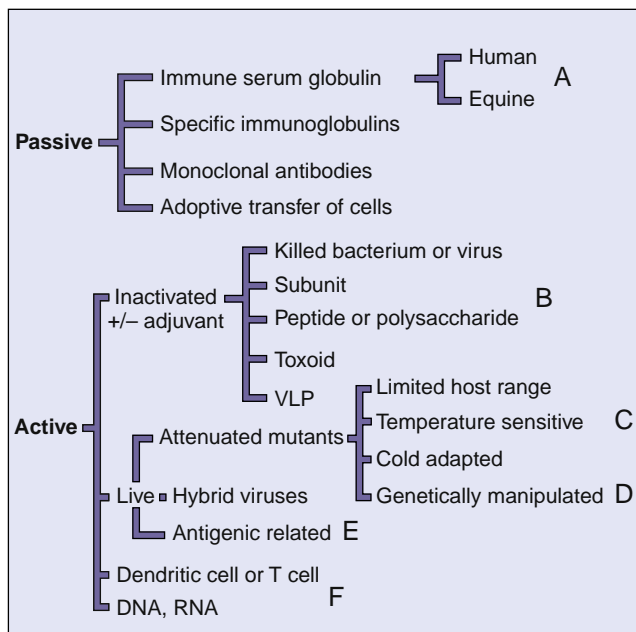 Human
Immune serum globulin
A
Equine
Passive
Specific immunoglobulins
Monoclonal antibodies
Adoptive transfer of cells
Killed bacterium or virus
Inactivated
+/– adjuvant
Subunit
B
Peptide or polysaccharide
Toxoid
VLP
Limited host range
Active
Attenuated mutants
Temperature sensitive
C
Cold adapted
Live
Hybrid viruses
Genetically manipulated
D
Antigenic related
E
Dendritic cell or T cell
F
DNA, RNA